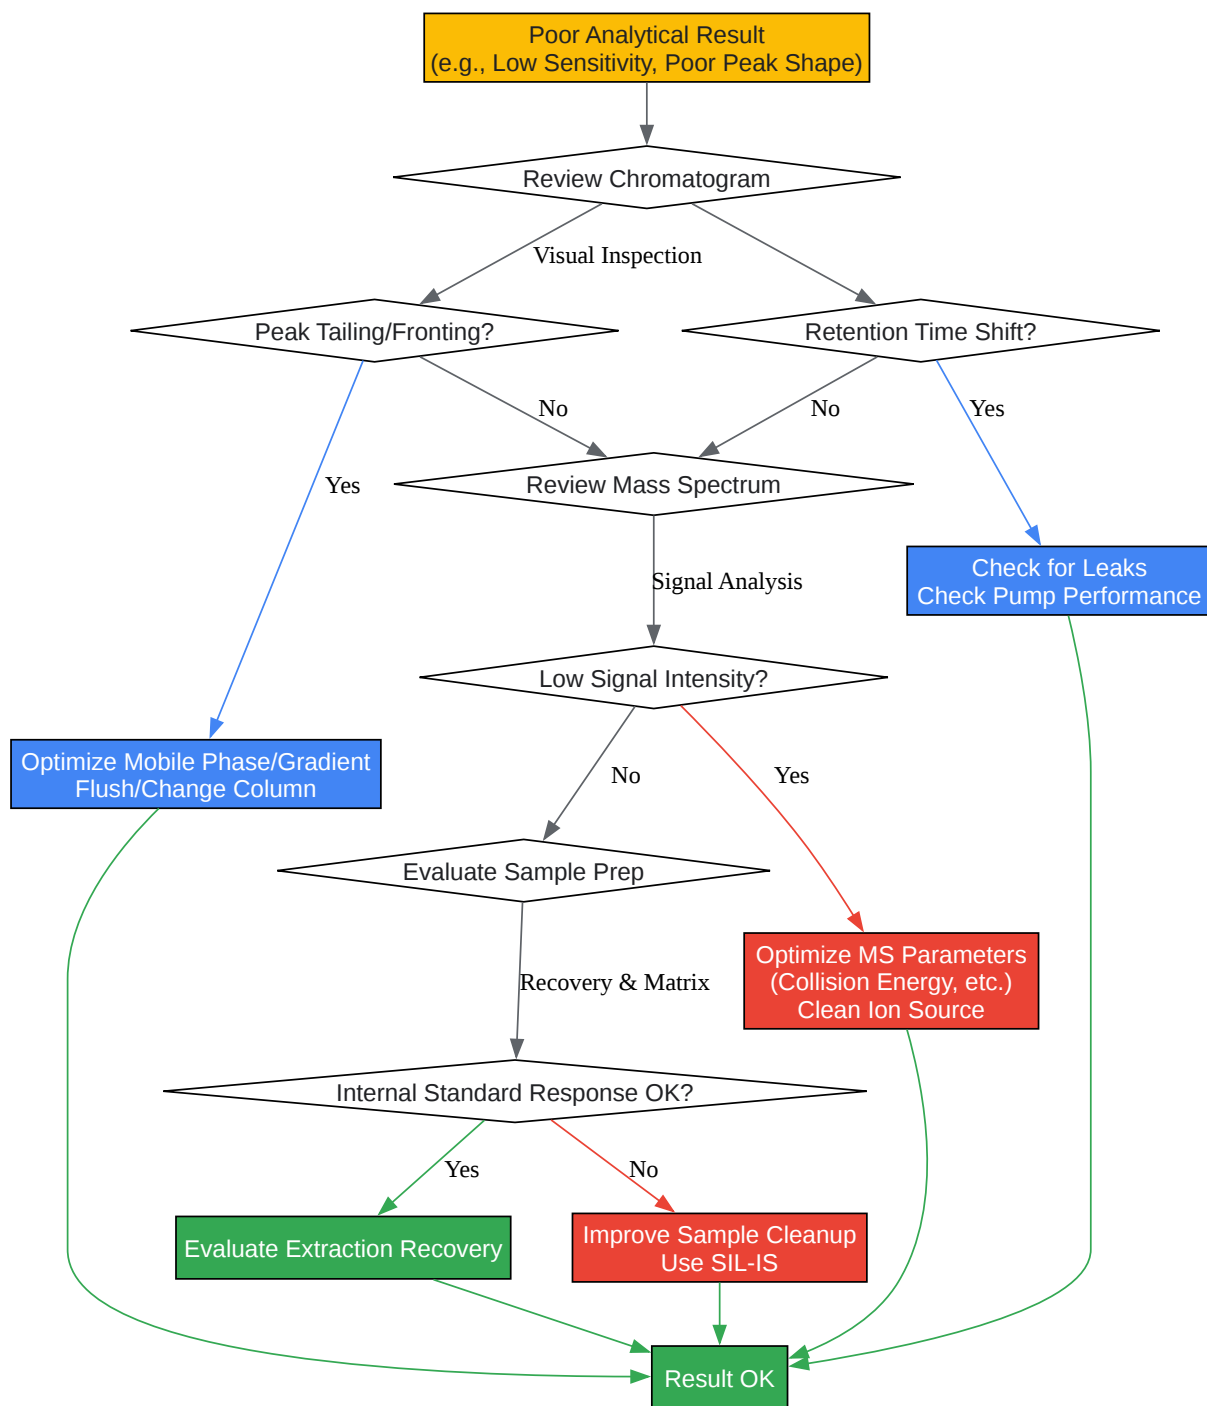 Poor Analytical Result
(e.g., Low Sensitivity, Poor Peak Shape)
Review Chromatogram
Visual Inspection
Peak Tailing/Fronting?
Retention Time Shift?
No
No
Yes
Review Mass Spectrum
Yes
Signal Analysis
Check for Leaks
Check Pump Performance
Low Signal Intensity?
Optimize Mobile Phase/Gradient
Flush/Change Column
No
Yes
Evaluate Sample Prep
Optimize MS Parameters
(Collision Energy, etc.)
Clean Ion Source
Recovery & Matrix
Internal Standard Response OK?
Yes
No
Evaluate Extraction Recovery
Improve Sample Cleanup
Use SIL-IS
Result OK